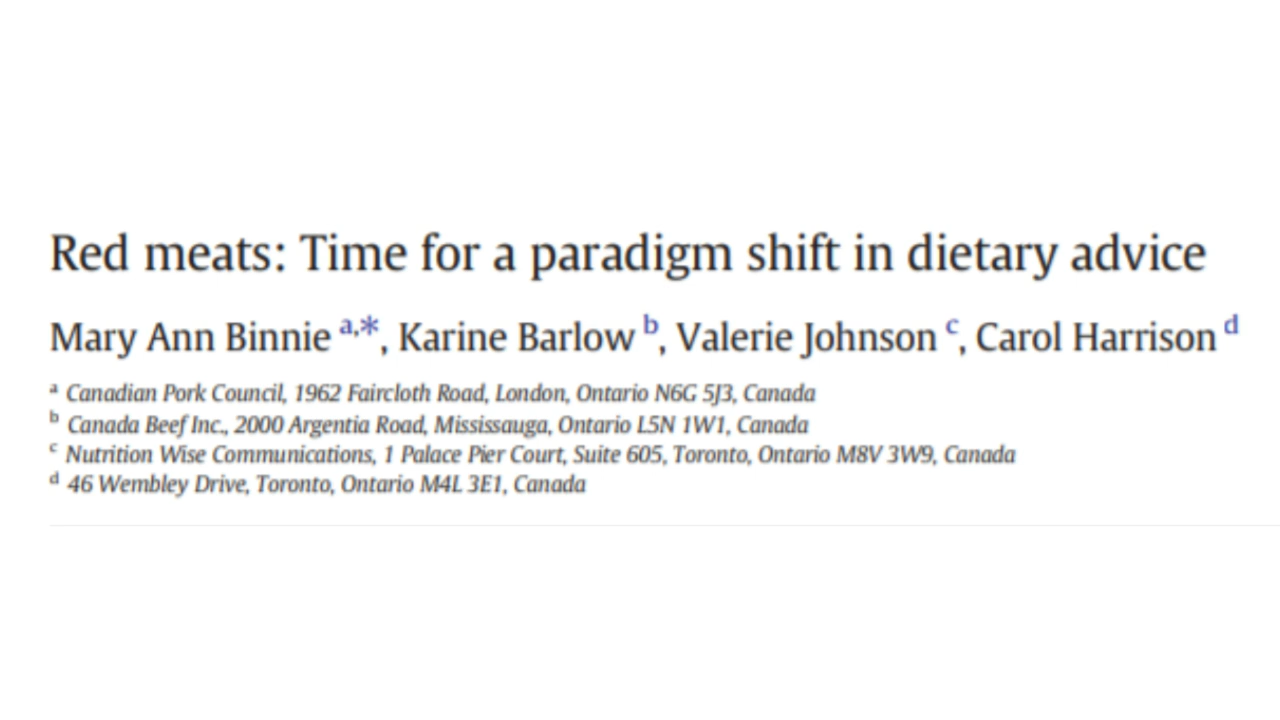 Red meats: Time for a paradigm shift in dietary advice
Mary Ann Binnie a,*, Karine Barlow b, Valerie Johnson c, Carol Harrison d
a Canadian Pork Council, 1962 Faircloth Road, London, Ontario N6G 5J3, Canada
b Canada Beef Inc., 2000 Argentia Road, Mississauga, Ontario L5N 1W1, Canada
c Nutrition Wise Communications, 1 Palace Pier Court, Suite 605, Toronto, Ontario M8V 3W9, Canada
d 46 Wembley Drive, Toronto, Ontario M4L 3E1, Canada